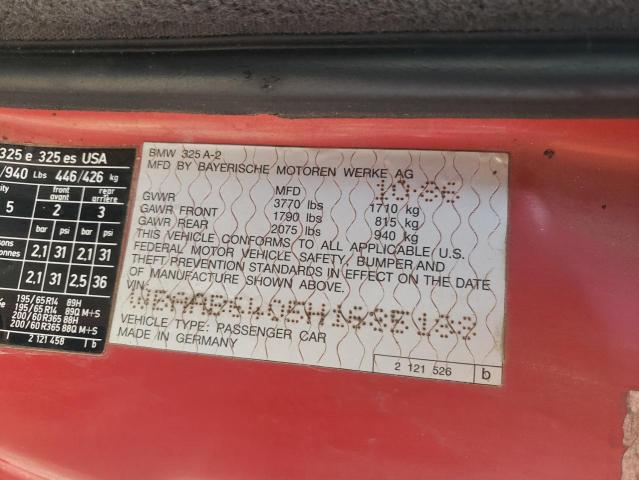 325 e 325 es USA
/940 Lbs 446/426 kg
ity front avant rear arrière
5 2 3
bar psi bar psi
2,1 31 2,1 31
2,1 31 2,5 36
195/65R14 89H
195/65R14 89Q M+S
200/60R365 88H
200/60R365 88Q M+S
2 121 458 b
BMW 325 A-2
MFD BY BAYERISCHE MOTOREN WERKE AG
MFD 10-86
GVWR 3770 lbs 1710 kg
GAWR FRONT 1790 lbs 815 kg
GAWR REAR 2075 lbs 940 kg
THIS VEHICLE CONFORMS TO ALL APPLICABLE U.S.
FEDERAL MOTOR VEHICLE SAFETY, BUMPER AND
THEFT PREVENTION STANDARDS IN EFFECT ON THE DATE
OF MANUFACTURE SHOWN ABOVE.
VIN:
VEHICLE TYPE: PASSENGER CAR
MADE IN GERMANY
2 121 526 b